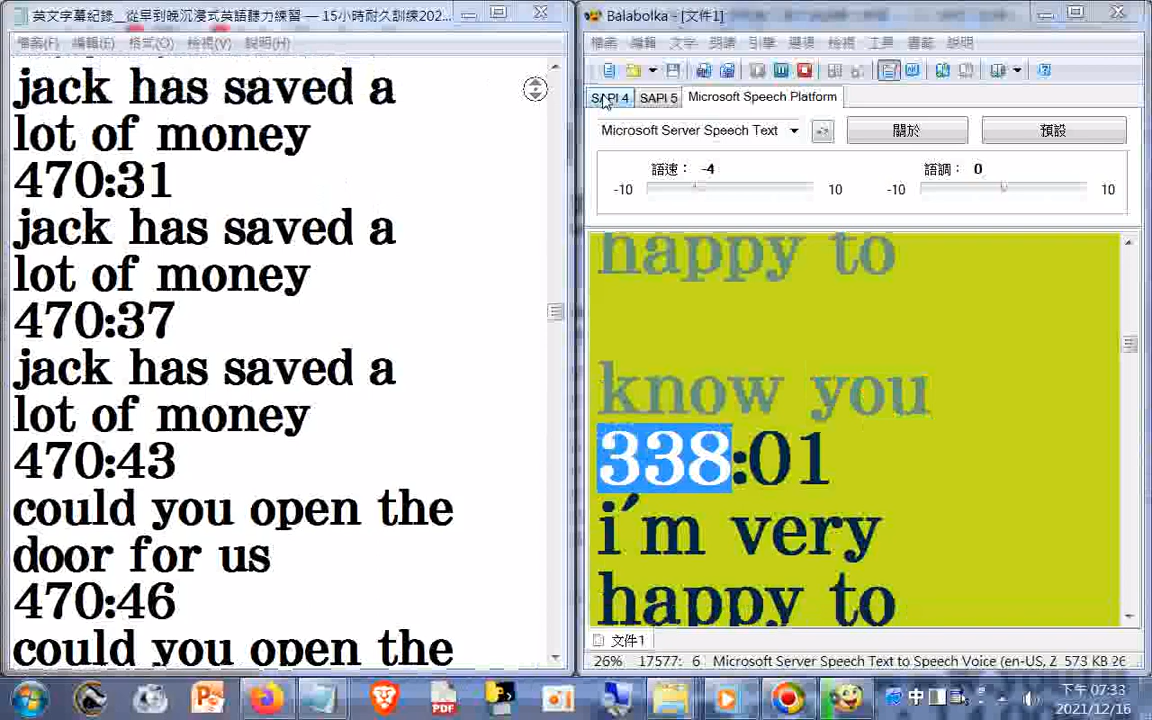 英文字幕紀錄__從早到晚沉浸式英語聽力練習 — 15小時耐久訓練202...
檔案(F) 編輯(E) 格式(O) 檢視(V) 說明(H)
jack has saved a
lot of money
470:31
jack has saved a
lot of money
470:37
jack has saved a
lot of money
470:43
could you open the
door for us
470:46
could you open the
Balabolka - [文件1]
檔案 編輯 文字 朗讀 引擎 選項 檢視 工具 書籤 說明
SAPI 4 SAPI 5 Microsoft Speech Platform
Microsoft Server Speech Text 關於 預設
語速： -4 語調： 0
-10 10 -10 10
happy to
know you
338:01
i´m very
happy to
文件1
26% 17577: 6 Microsoft Server Speech Text to Speech Voice (en-US, Z 573 KB 26
中 下午 07:33
2021/12/16